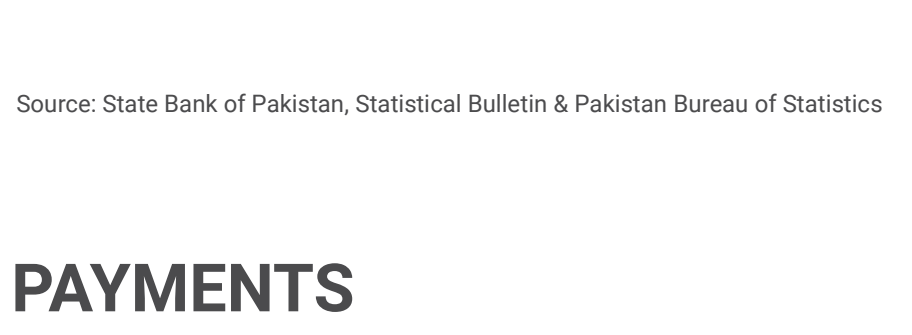 Source: State Bank of Pakistan, Statistical Bulletin & Pakistan Bureau of Statistics
PAYMENTS